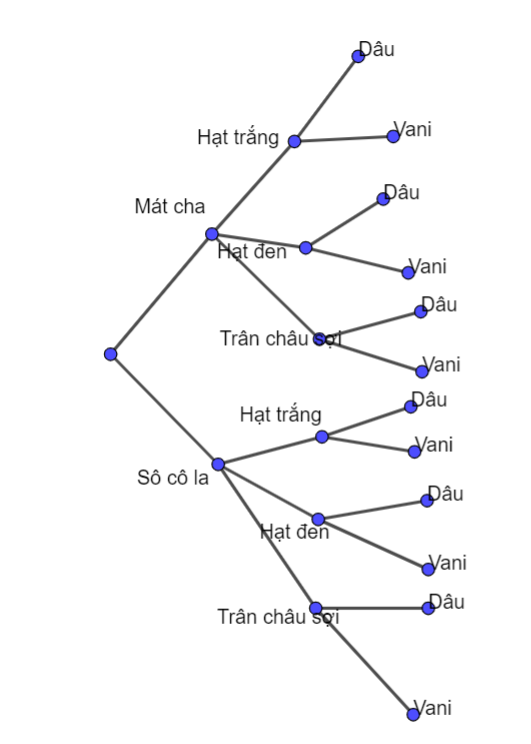 Dâu
Hạt trắng
Vani
Mát cha
Dâu
Hạt đen
Vani
Dâu
Trân châu sợi
Vani
Hạt trắng
Dâu
Vani
Sô cô la
Dâu
Hạt đen
Vani
Dâu
Trân châu sợi
Vani